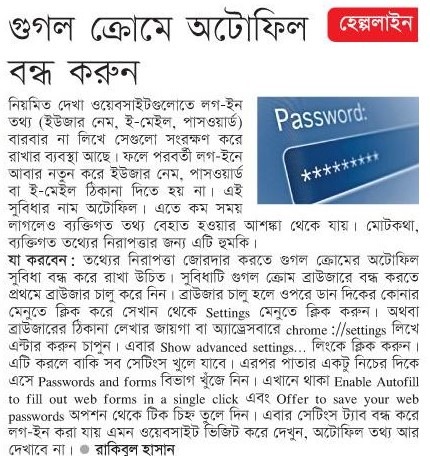 গুগল ক্রোমে অটোফিল
হেল্পলাইন
বন্ধ করুন
নিয়মিত দেখা ওয়েবসাইটগুলোতে লগ-ইন
তথ্য (ইউজার নেম, ই-মেইল, পাসওয়ার্ড)
বারবার না লিখে সেগুলো সংরক্ষণ করে
রাখার ব্যবস্থা আছে। ফলে পরবর্তী লগ-ইনে
আবার নতুন করে ইউজার নেম, পাসওয়ার্ড
বা ই-মেইল ঠিকানা দিতে হয় না। এই
সুবিধার নাম অটোফিল। এতে কম সময়
Password:
*********
লাগলেও ব্যক্তিগত তথ্য বেহাত হওয়ার আশঙ্কা থেকে যায়। মোটকথা,
ব্যক্তিগত তথ্যের নিরাপত্তার জন্য এটি হুমকি।
যা করবেন : তথ্যের নিরাপত্তা জোরদার করতে গুগল ক্রোমের অটোফিল
সুবিধা বন্ধ করে রাখা উচিত। সুবিধাটি গুগল ক্রোম ব্রাউজারে বন্ধ করতে
প্রথমে ব্রাউজার চালু করে নিন। ব্রাউজার চালু হলে ওপরে ডান দিকের কোনার
মেনুতে ক্লিক করে সেখান থেকে Settings মেনুতে ক্লিক করুন। অথবা
ব্রাউজারের ঠিকানা লেখার জায়গা বা অ্যাড্রেসবারে chrome ://settings লিখে
এন্টার করুন চাপুন। এবার Show advanced settings... লিংকে ক্লিক করুন।
এটি করলে বাকি সব সেটিংস খুলে যাবে। এরপর পাতার একটু নিচের দিকে
এসে Passwords and forms বিভাগ খুঁজে নিন। এখানে থাকা Enable Autofill
to fill out web forms in a single click এবং Offer to save your web
passwords অপশন থেকে টিক চিহ্ন তুলে দিন। এবার সেটিংস ট্যাব বন্ধ করে
লগ-ইন করা যায় এমন ওয়েবসাইট ভিজিট করে দেখুন, অটোফিল তথ্য আর
দেখাবে না। ● রাকিবুল হাসান